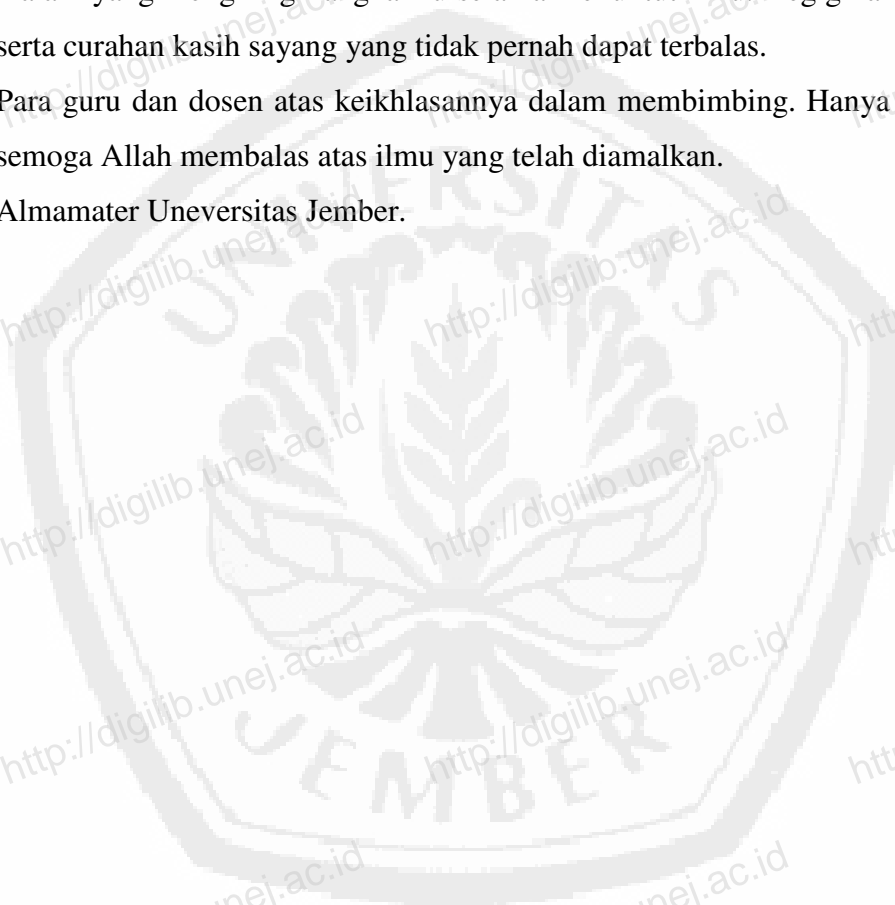 serta curahan kasih sayang yang tidak pernah dapat terbalas.
Para guru dan dosen atas keikhlasannya dalam membimbing. Hanya
semoga Allah membalas atas ilmu yang telah diamalkan.
Almamater Uneversitas Jember.
UNIVERSITAS
JEMBER
http://digilib.unej.ac.id
http://digilib.unej.ac.id
http://digilib.unej.ac.id
http://digilib.unej.ac.id
http://digilib.unej.ac.id
http://digilib.unej.ac.id